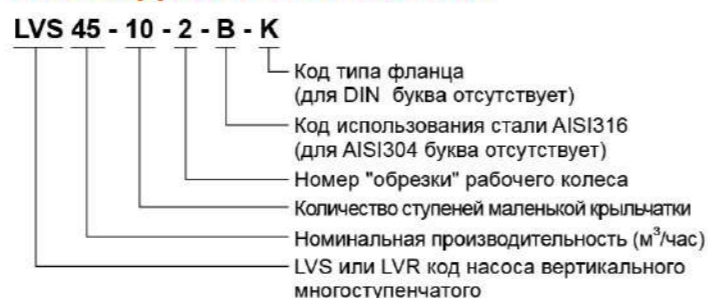 LVS 45 - 10 - 2 - B - K
Код типа фланца
(для DIN буква отсутствует)
Код использования стали AISI316
(для AISI304 буква отсутствует)
Номер "обрезки" рабочего колеса
Количество ступеней маленькой крыльчатки
Номинальная производительность (м³/час)
LVS или LVR код насоса вертикального
многоступенчатого